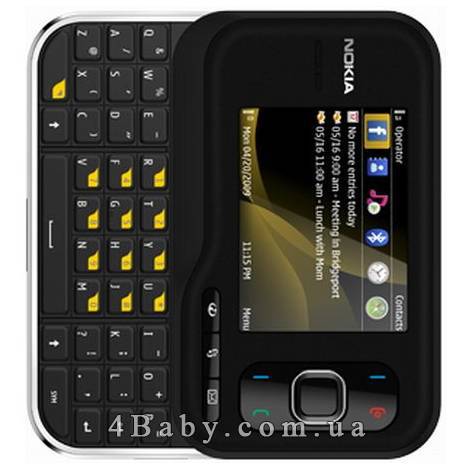 NOKIA
Operator
No more entries today
05/16 9:00 am - Meeting in Bridgeport
05/16 11:00 am - Lunch with Mom
Mon 04/20/2009
11:15 PM
Menu
Contacts
Q W E R T Y U I O P
A S D F G H J K L
Z X C V B N M
4Baby.com.ua